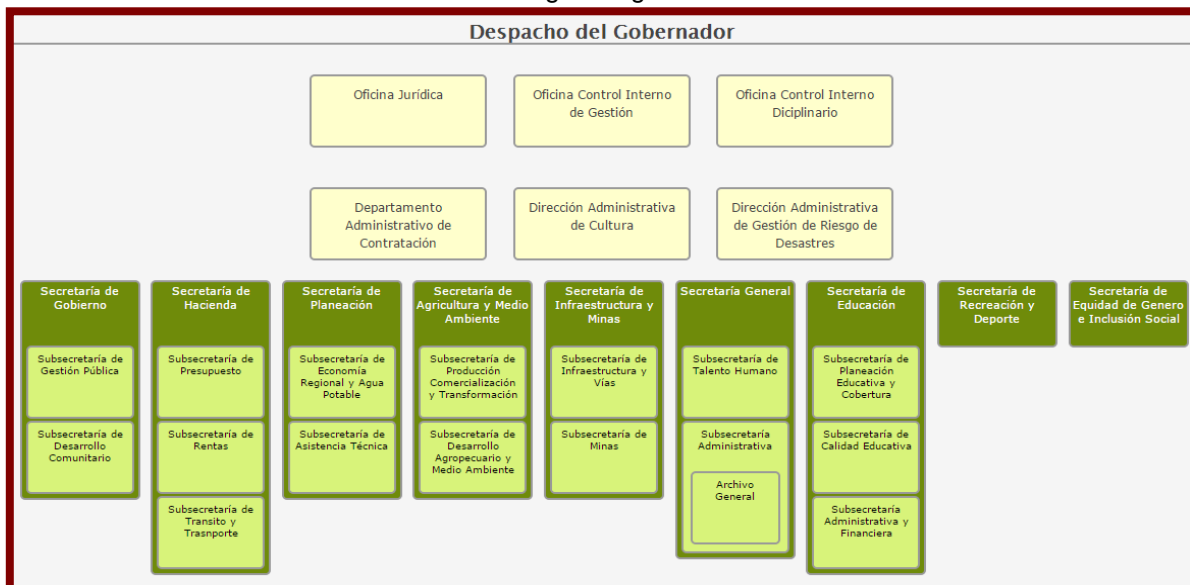 Despacho del Gobernador
Oficina Jurídica
Oficina Control Interno
de Gestión
Oficina Control Interno
Diciplinario
Departamento
Administrativo de
Contratación
Dirección Administrativa
de Cultura
Dirección Administrativa
de Gestión de Riesgo de
Desastres
Secretaría de
Gobierno
Subsecretaría de
Gestión Pública
Subsecretaría de
Desarrollo
Comunitario
Secretaría de
Hacienda
Subsecretaría de
Presupuesto
Subsecretaría de
Rentas
Subsecretaría de
Transito y
Trasnporte
Secretaría de
Planeación
Subsecretaría de
Economía
Regional y Agua
Potable
Subsecretaría de
Asistencia Técnica
Secretaría de
Agricultura y Medio
Ambiente
Subsecretaría de
Producción
Comercialización
y Transformación
Subsecretaría de
Desarrollo
Agropecuario y
Medio Ambiente
Secretaría de
Infraestructura y
Minas
Subsecretaría de
Infraestructura y
Vías
Subsecretaría de
Minas
Secretaría General
Subsecretaría de
Talento Humano
Subsecretaría
Administrativa
Archivo
General
Secretaría de
Educación
Subsecretaría de
Planeación
Educativa y
Cobertura
Subsecretaría de
Calidad Educativa
Subsecretaría
Administrativa y
Financiera
Secretaría de
Recreación y
Deporte
Secretaría de
Equidad de Genero
e Inclusión Social